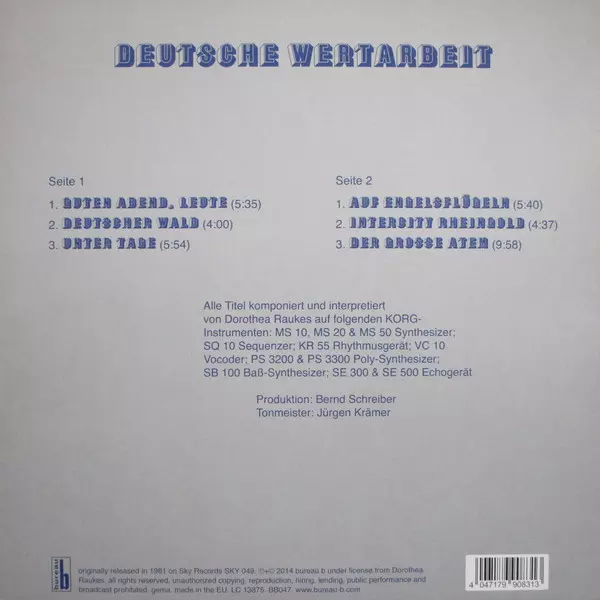 DEUTSCHE WERTARBEIT
Seite 1
1. GUTEN ABEND, LEUTE (5:35)
2. DEUTSCHER WALD (4:00)
3. UNTER TAGE (5:54)
Seite 2
1. AUF ENGELSFLÜGELN (5:40)
2. INTERCITY RHEINGOLD (4:37)
3. DER GROSSE ATEM (9:58)
Alle Titel komponiert und interpretiert
von Dorothea Raukes auf folgenden KORG-
Instrumenten: MS 10, MS 20 & MS 50 Synthesizer;
SQ 10 Sequenzer; KR 55 Rhythmusgerät; VC 10
Vocoder; PS 3200 & PS 3300 Poly-Synthesizer;
SB 100 Baß-Synthesizer; SE 300 & SE 500 Echogerät
Produktion: Bernd Schreiber
Tonmeister: Jürgen Krämer
bureau b
originally released in 1981 on Sky Records SKY 049. ℗+© 2014 bureau b under license from Dorothea
Raukes, all rights reserved, unauthorized copying, reproduction, hiring, lending, public performance and
broadcast prohibited. gema. made in the EU. LC 13875. BB047. www.bureau-b.com
4 047179 908313